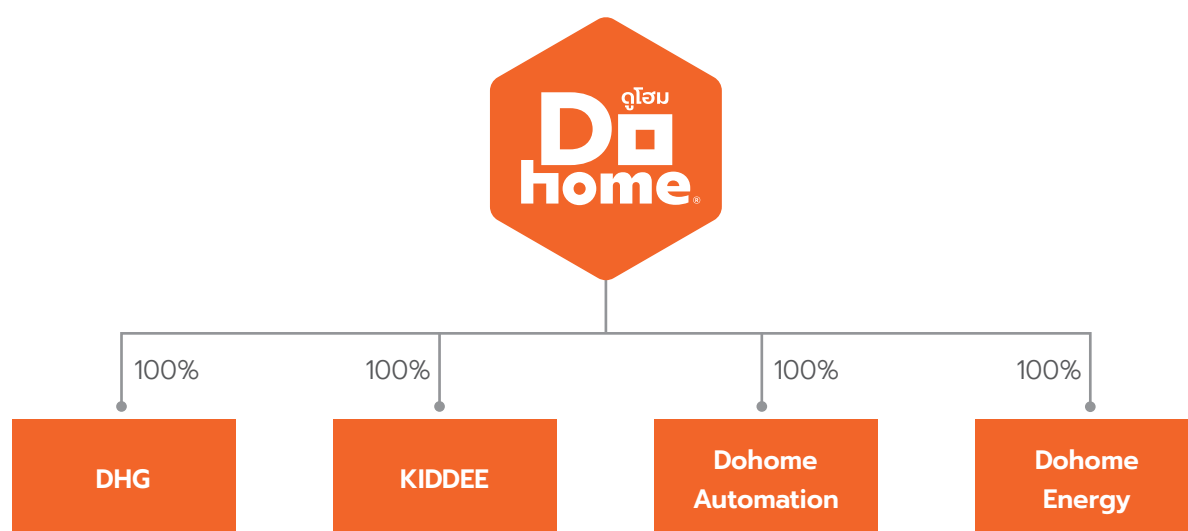 ดูโฮม
Do
home®
100%
100%
100%
100%
DHG
KIDDEE
Dohome
Automation
Dohome
Energy